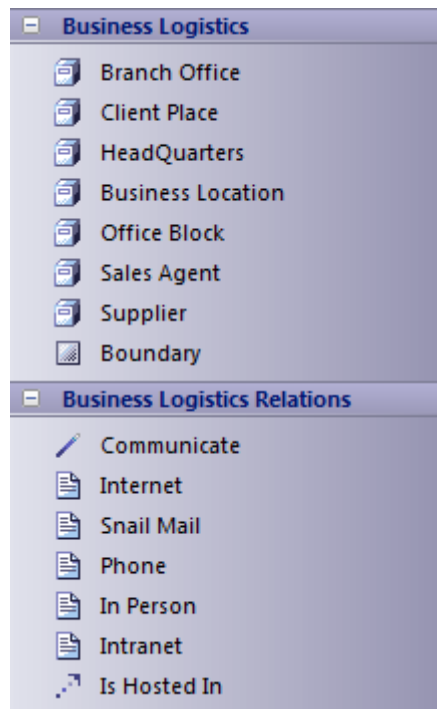 Business Logistics
Branch Office
Client Place
HeadQuarters
Business Location
Office Block
Sales Agent
Supplier
Boundary
Business Logistics Relations
Communicate
Internet
Snail Mail
Phone
In Person
Intranet
Is Hosted In